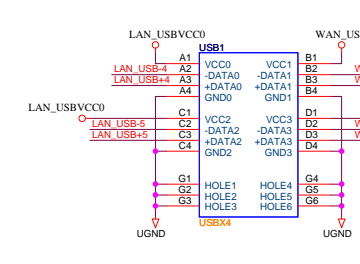 LAN_USBVCC0
WAN_US
USB1
A1 VCC0 VCC1 B1
LAN_USB-4 A2 -DATA0 -DATA1 B2
LAN_USB+4 A3 +DATA0 +DATA1 B3
A4 GND0 GND1 B4
LAN_USBVCC0
C1 VCC2 VCC3 D1
LAN_USB-5 C2 -DATA2 -DATA3 D2
LAN_USB+5 C3 +DATA2 +DATA3 D3
C4 GND2 GND3 D4
G1 HOLE1 HOLE4 G4
G2 HOLE2 HOLE5 G5
G3 HOLE3 HOLE6 G6
USBX4
UGND
UGND